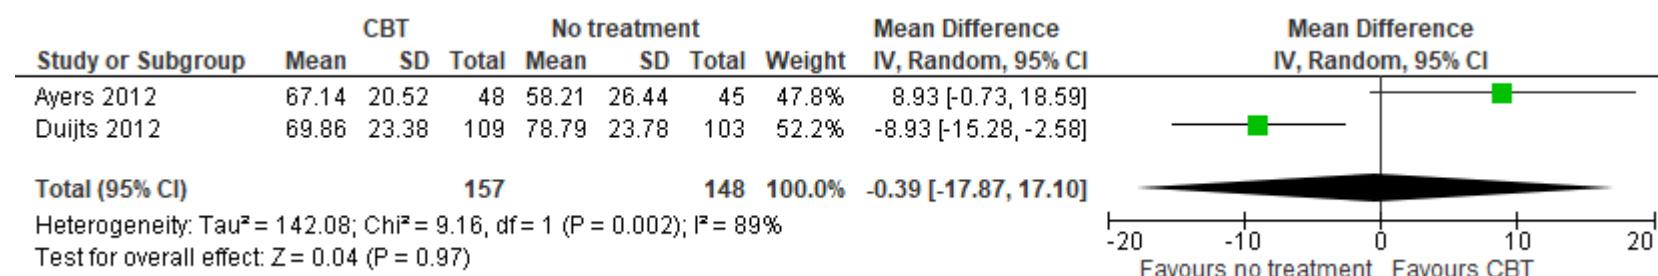 CBT No treatment Mean Difference Mean Difference
Study or Subgroup Mean SD Total Mean SD Total Weight IV, Random, 95% CI IV, Random, 95% CI
Ayers 2012 67.14 20.52 48 58.21 26.44 45 47.8% 8.93 [-0.73, 18.59]
Duijts 2012 69.86 23.38 109 78.79 23.78 103 52.2% -8.93 [-15.28, -2.58]
Total (95% CI) 157 148 100.0% -0.39 [-17.87, 17.10]
Heterogeneity: Tau² = 142.08; Chi² = 9.16, df = 1 (P = 0.002); I² = 89%
Test for overall effect: Z = 0.04 (P = 0.97)
-20 -10 0 10 20
Favours no treatment Favours CBT